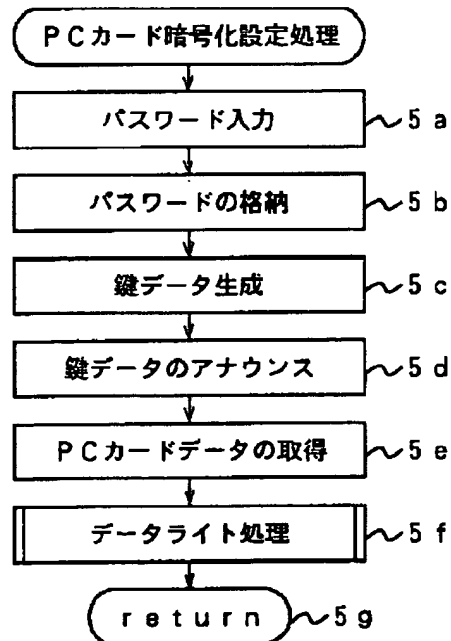 PCカード暗号化設定処理
パスワード入力 5a
パスワードの格納 5b
鍵データ生成 5c
鍵データのアナウンス 5d
PCカードデータの取得 5e
データライト処理 5f
return 5g